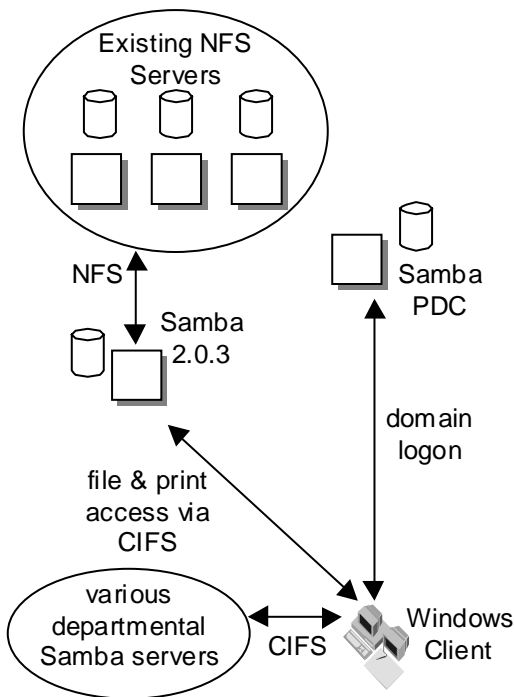 Existing NFS
Servers
NFS
Samba
PDC
Samba
2.0.3
domain
logon
file & print
access via
CIFS
various
departmental
Samba servers
CIFS
Windows
Client